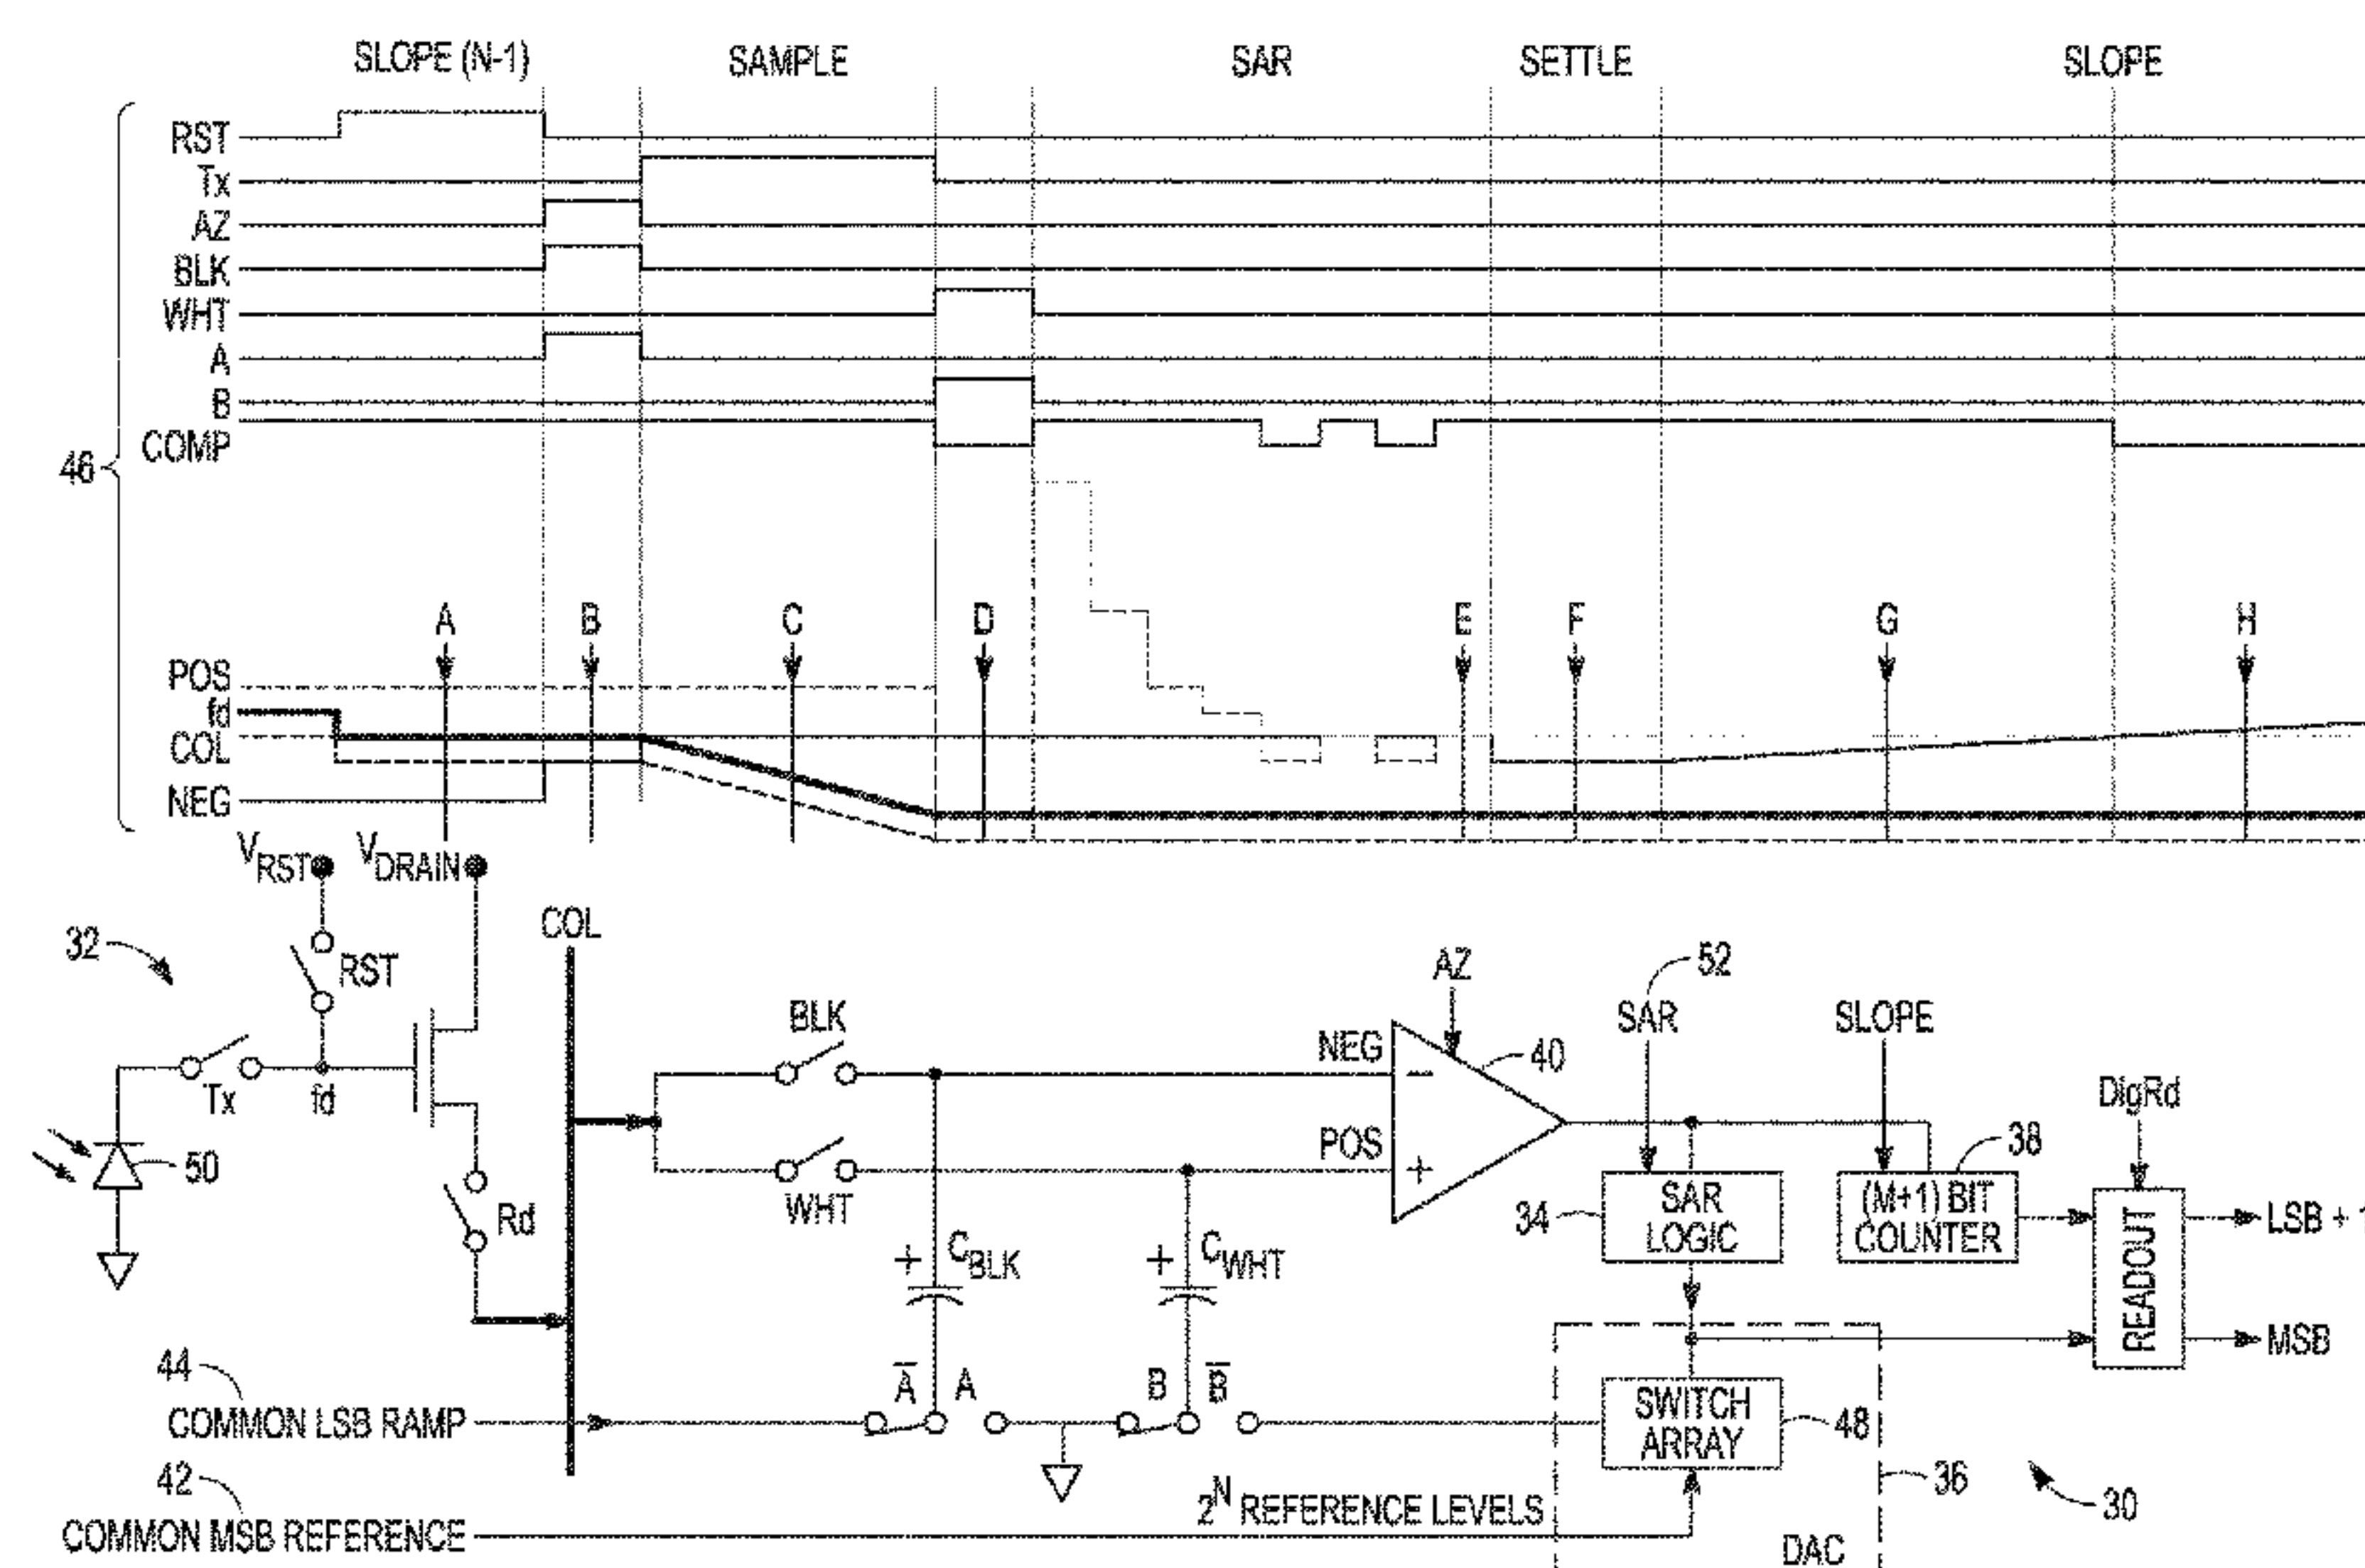 SLOPE (N-1) SAMPLE SAR SETTLE SLOPE
RST
Tx
AZ
BLK
WHT
A
B
COMP
46
A B C D E F G H
POS
fd
COL
NEG
VRST VDRAIN
COL
32
RST
AZ
52
SAR
SLOPE
BLK
NEG
40
DigRd
Tx
fd
POS
38
50
WHT
34
SAR LOGIC
(M+1) BIT COUNTER
LSB +
Rd
+ CBLK
+ CWHT
READOUT
MSB
44
A̅ A
B B̅
COMMON LSB RAMP
SWITCH ARRAY
48
42
2^N REFERENCE LEVELS
36
30
COMMON MSB REFERENCE
DAC